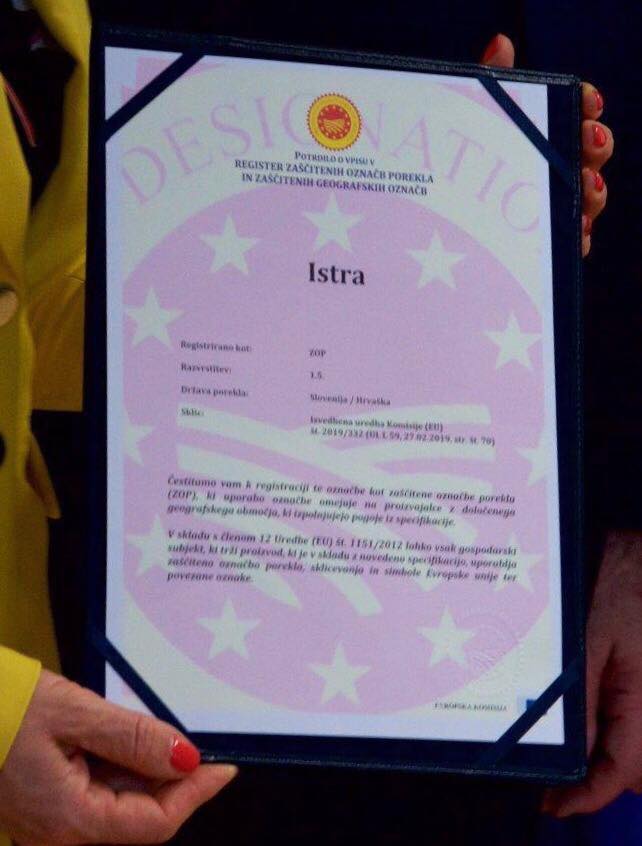 DESIGNATIO
POTRDILO O VPISU V
REGISTER ZAŠČITENIH OZNAČB POREKLA
IN ZAŠČITENIH GEOGRAFSKIH OZNAČB
Istra
Registrirano kot: ZOP
Razvrstitev: 1.5.
Država porekla: Slovenija / Hrvaška
Sklic: Izvedbena uredba Komisije (EU)
št. 2019/332 (UL L 59, 27.02.2019, str. št. 70)
Čestitamo vam k registraciji te označbe kot zaščitene označbe porekla
(ZOP), ki uporabo označbe omejuje na proizvajalce z določenega
geografskega območja, ki izpolnjujejo pogoje iz specifikacije.
V skladu s členom 12 Uredbe (EU) št. 1151/2012 lahko vsak gospodarski
subjekt, ki trži proizvod, ki je v skladu z navedeno specifikacijo, uporablja
zaščiteno označbo porekla, sklicevanja in simbole Evropske unije ter
povezane oznake.
EVROPSKA KOMISIJA